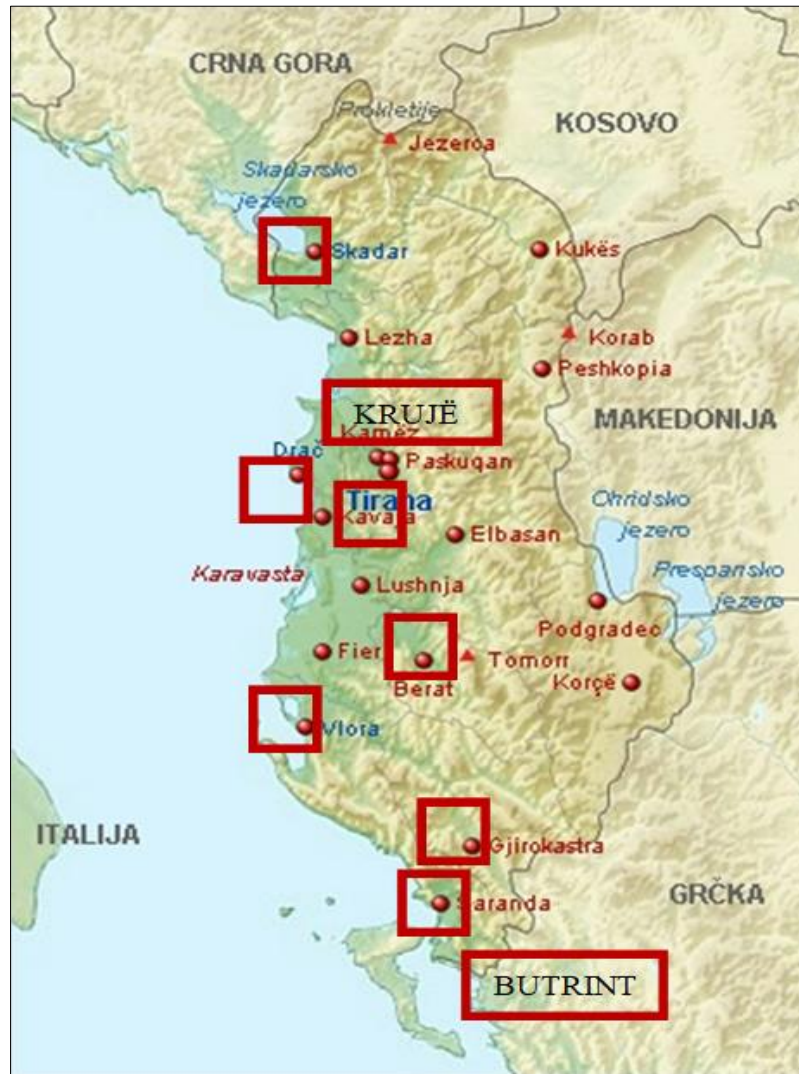 CRNA GORA
Prokletije
KOSOVO
Jezerca
Skadarsko
jezero
Skadar
Kukës
Lezha
Korab
Peshkopia
KRUJË
MAKEDONIJA
Kamëz
Drač
Paskuqan
Tirana
Kavaja
Ohridsko
jezero
Elbasan
Karavasta
Lushnja
Prespansko
jezero
Podgradec
Fier
Tomorr
Berat
Korçë
Vlora
ITALIJA
Gjirokastra
GRČKA
Saranda
BUTRINT